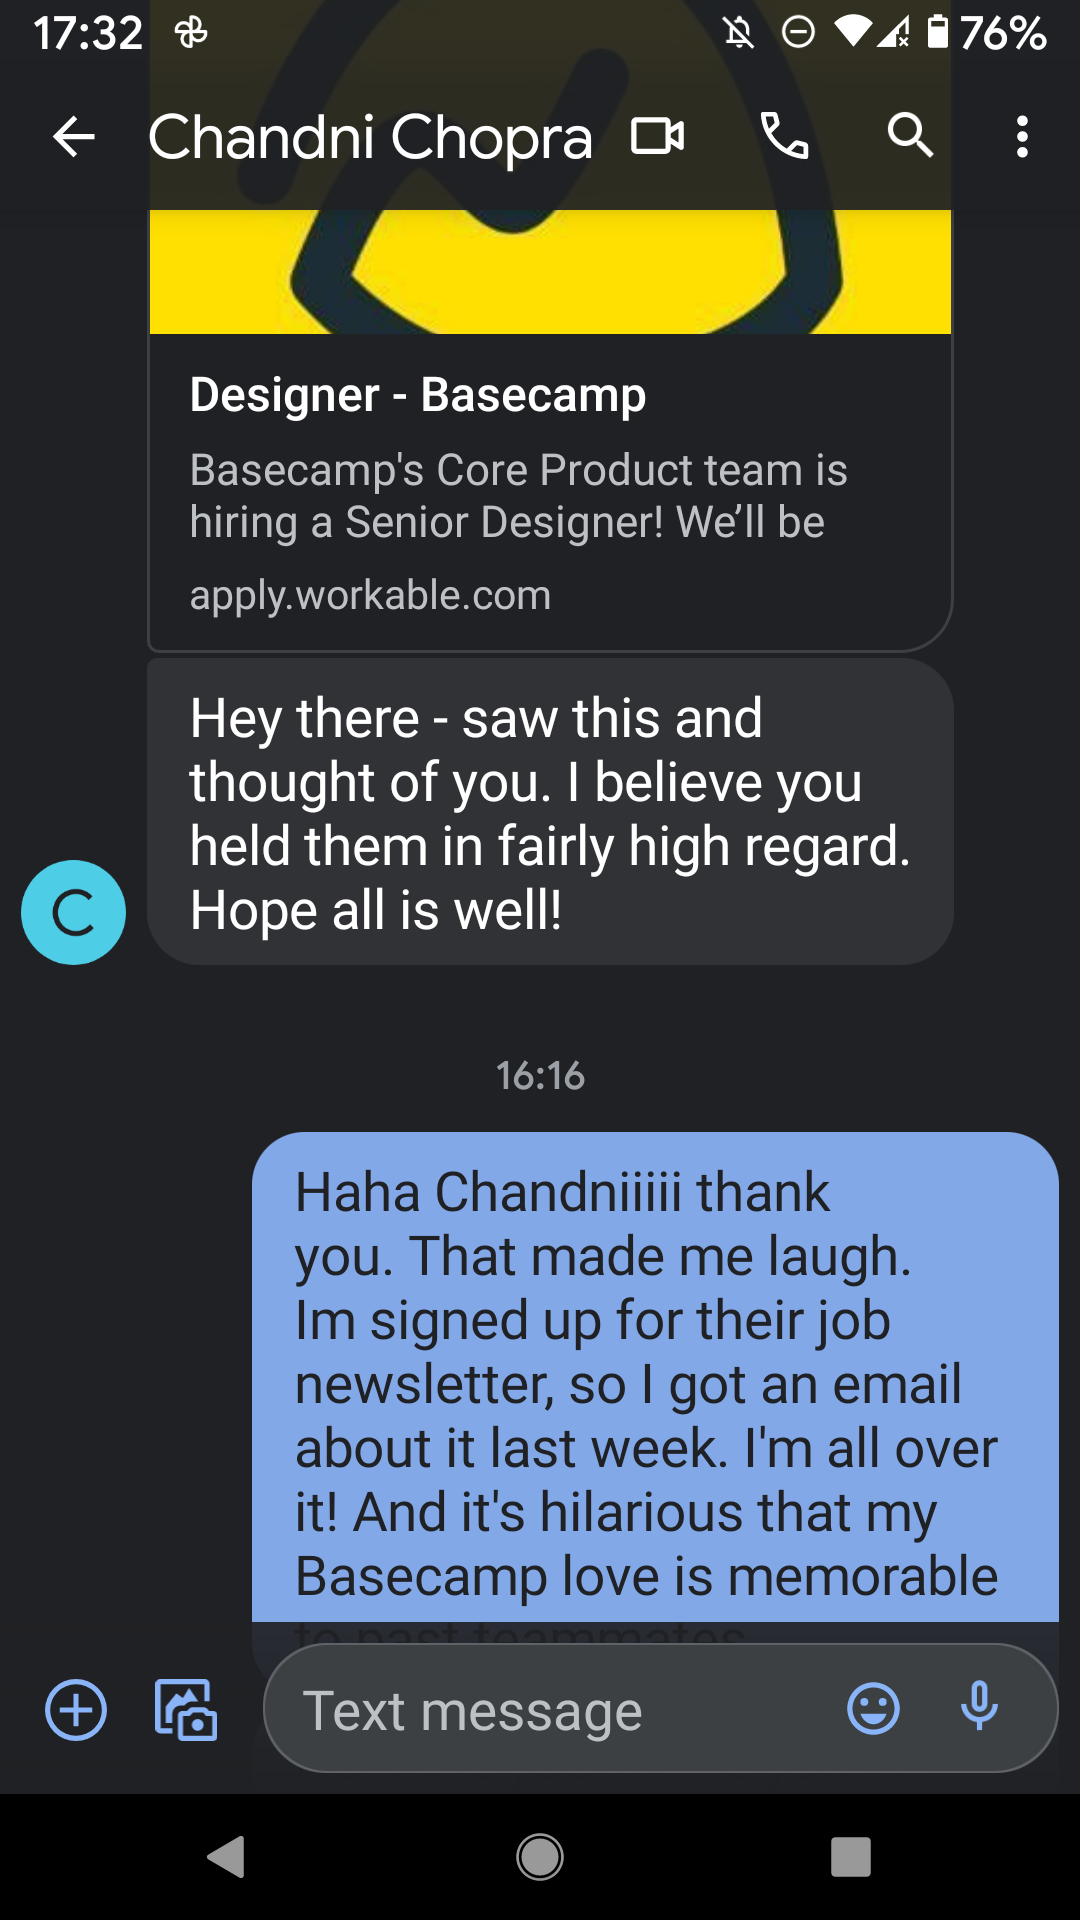 17:32
76%
Chandni Chopra
Designer - Basecamp
Basecamp's Core Product team is
hiring a Senior Designer! We’ll be
apply.workable.com
Hey there - saw this and
thought of you. I believe you
held them in fairly high regard.
Hope all is well!
C
16:16
Haha Chandniiiii thank
you. That made me laugh.
Im signed up for their job
newsletter, so I got an email
about it last week. I'm all over
it! And it's hilarious that my
Basecamp love is memorable
to past teammates
Text message